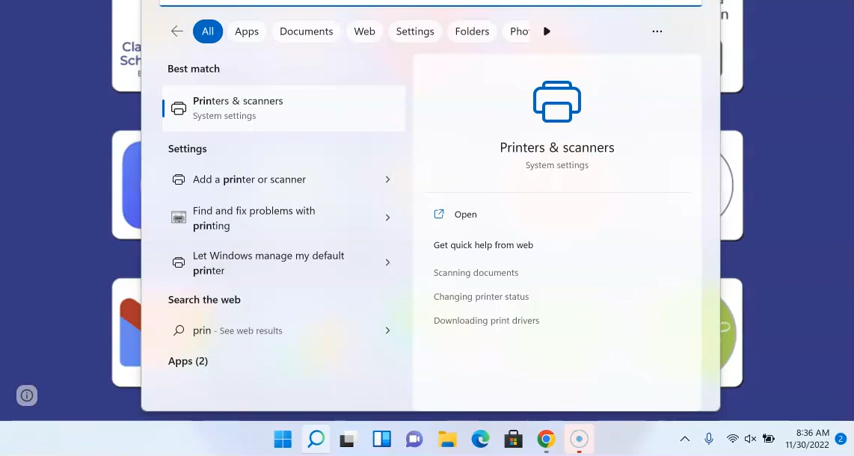 Cla
Sch
n
All
Apps
Documents
Web
Settings
Folders
Pho
Best match
Printers & scanners
System settings
Settings
Add a printer or scanner
Find and fix problems with
printing
Let Windows manage my default
printer
Search the web
prin - See web results
Apps (2)
Printers & scanners
System settings
Open
Get quick help from web
Scanning documents
Changing printer status
Downloading print drivers
8:36 AM
11/30/2022
2